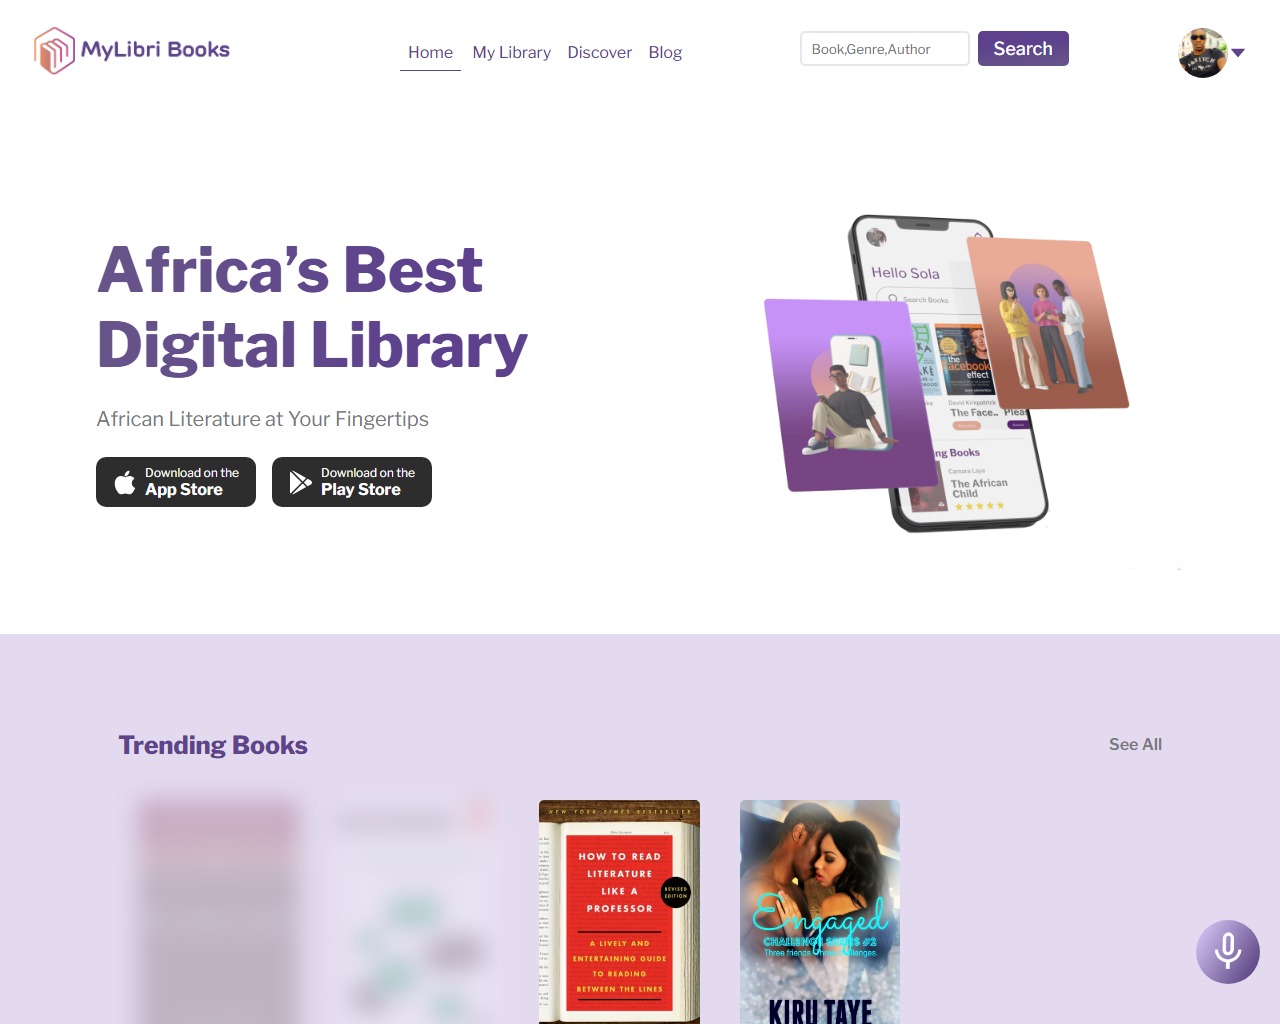 MyLibri Books
Home
My Library
Discover
Blog
Book,Genre,Author
Search
Africa’s Best
Digital Library
African Literature at Your Fingertips
Download on the
App Store
Download on the
Play Store
Hello Sola
Search Books
the
facebook
effect
David Kirkpatrick
The Face..
Books
Camara Laye
The African
Child
Trending Books
See All
NEW YORK TIMES BESTSELLER
HOW TO READ
LITERATURE
LIKE A
PROFESSOR
REVISED
EDITION
A LIVELY AND
ENTERTAINING GUIDE
TO READING
BETWEEN THE LINES
Engaged
CHALLENGE SERIES #2
Three friends. Three challenges.
KIRU TAYE